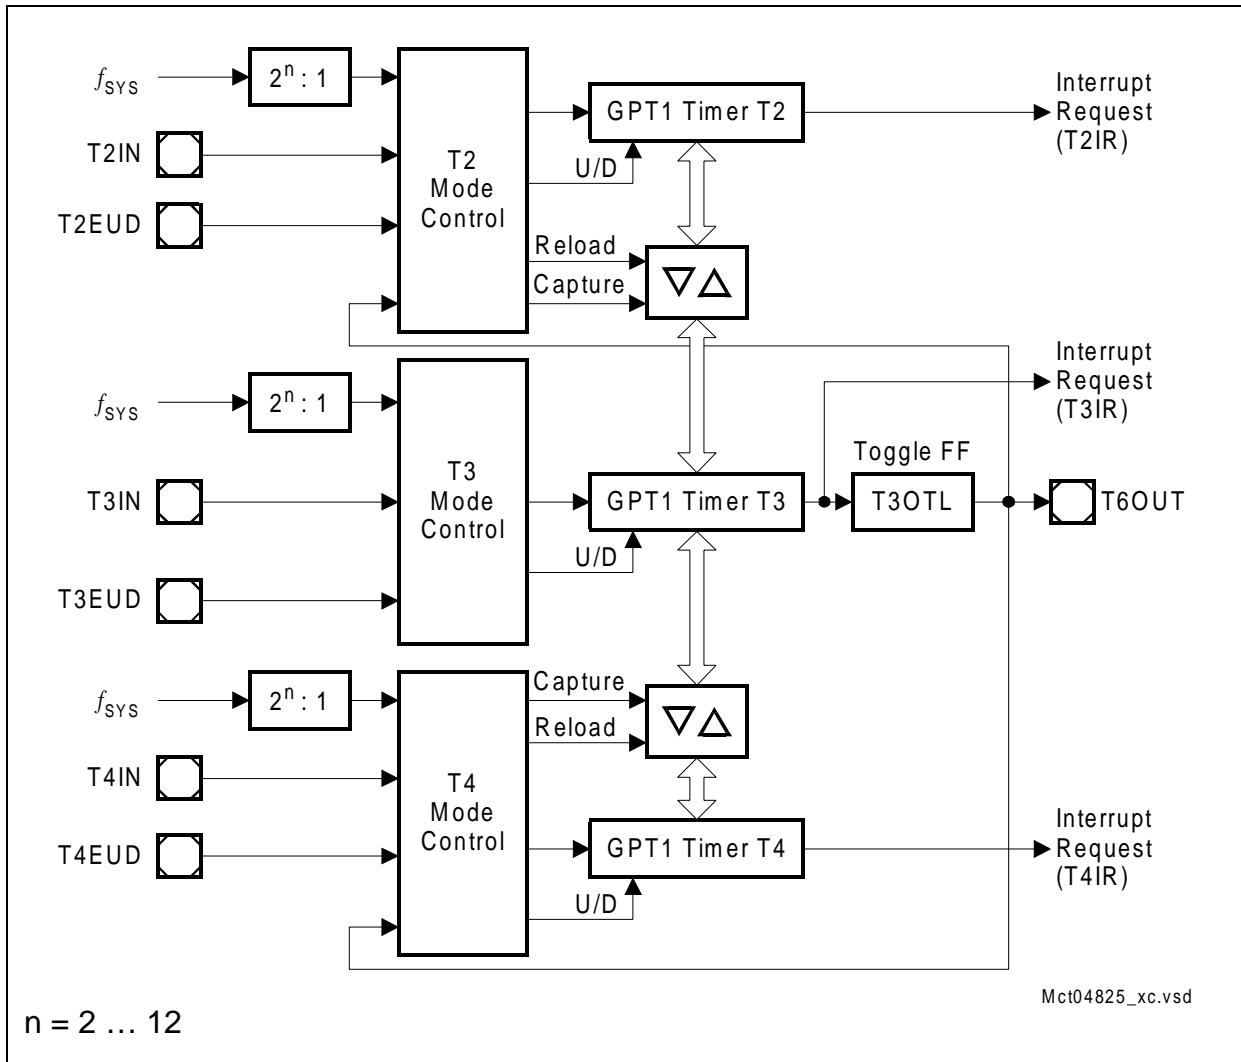 fSYS
2ⁿ : 1
T2IN
T2EUD
T2
Mode
Control
GPT1 Timer T2
U/D
Reload
Capture
Interrupt
Request
(T2IR)
fSYS
2ⁿ : 1
T3IN
T3EUD
T3
Mode
Control
GPT1 Timer T3
U/D
Toggle FF
T3OTL
Interrupt
Request
(T3IR)
T6OUT
fSYS
2ⁿ : 1
T4IN
T4EUD
T4
Mode
Control
Capture
Reload
GPT1 Timer T4
U/D
Interrupt
Request
(T4IR)
Mct04825_xc.vsd
n = 2 … 12